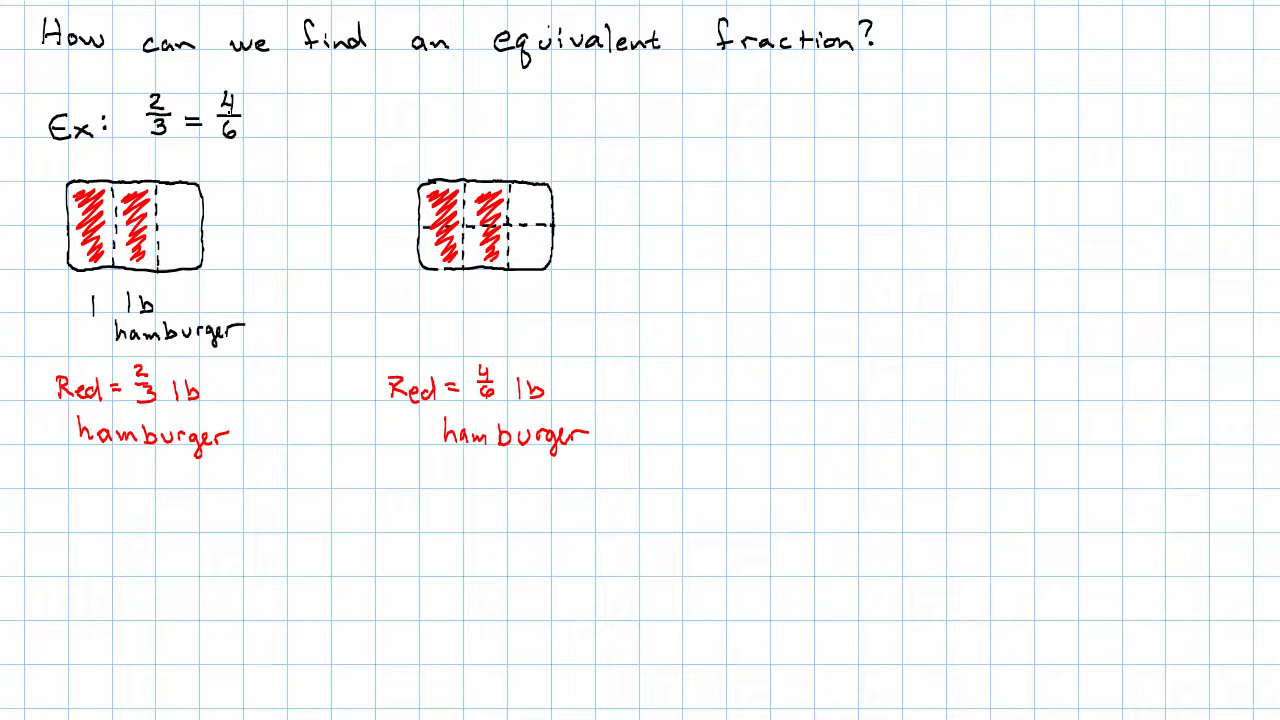 How can we find an equivalent fraction?
Ex: 2/3 = 4/6
1 lb
hamburger
Red = 2/3 lb
hamburger
Red = 4/6 lb
hamburger